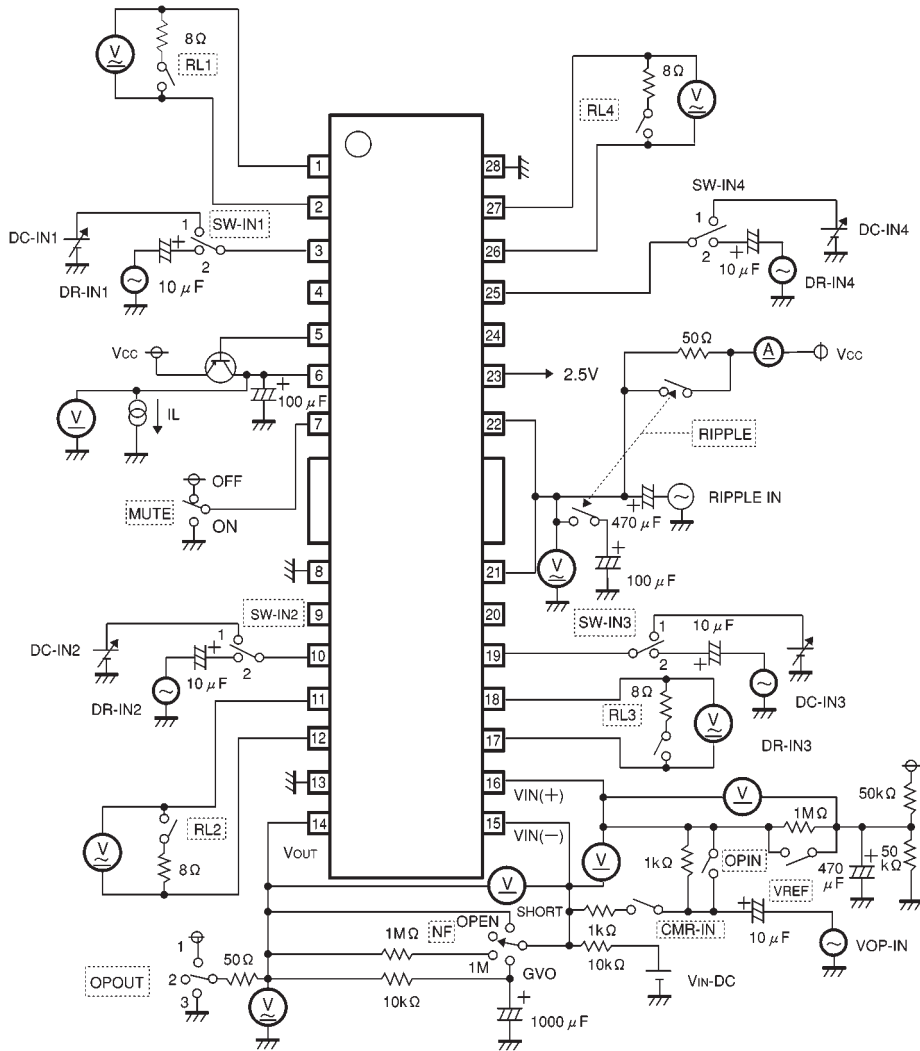 8Ω
RL1
V
8Ω
RL4
V
1
28
2
27
SW-IN4
SW-IN1
1
1
DC-IN1
DC-IN4
3
26
2
2
10 μF
10 μF
DR-IN1
DR-IN4
4
25
50Ω
5
24
A
VCC
VCC
6
23
2.5V
100 μF
V
IL
7
22
RIPPLE
OFF
RIPPLE IN
MUTE
ON
470 μF
V
100 μF
8
21
SW-IN2
9
20
SW-IN3
1
1
10 μF
DC-IN2
10
19
2
2
10 μF
DC-IN3
DR-IN2
11
18
8Ω
RL3
V
DR-IN3
12
17
13
16
VIN(+)
V
50kΩ
RL2
1MΩ
V
14
15
VOUT
VIN(−)
8Ω
V
1kΩ
OPIN
50 kΩ
470 μF
VREF
V
SHORT
OPEN
NF
1kΩ
CMR-IN
10 μF
VOP-IN
1MΩ
1M
10kΩ
1
50Ω
GVO
VIN-DC
OPOUT
2
3
10kΩ
V
1000 μF